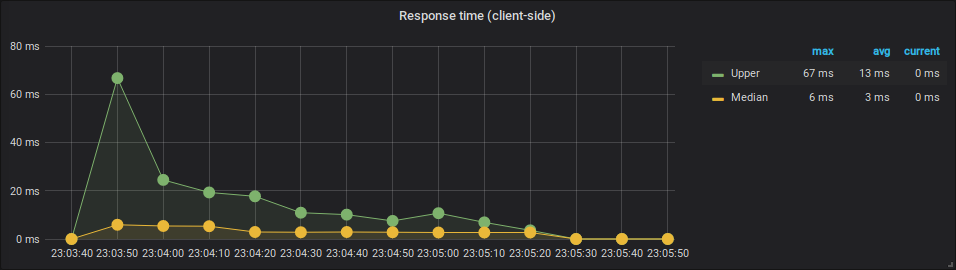 Response time (client-side)
80 ms
60 ms
40 ms
20 ms
0 ms
23:03:40 23:03:50 23:04:00 23:04:10 23:04:20 23:04:30 23:04:40 23:04:50 23:05:00 23:05:10 23:05:20 23:05:30 23:05:40 23:05:50
max avg current
Upper 67 ms 13 ms 0 ms
Median 6 ms 3 ms 0 ms